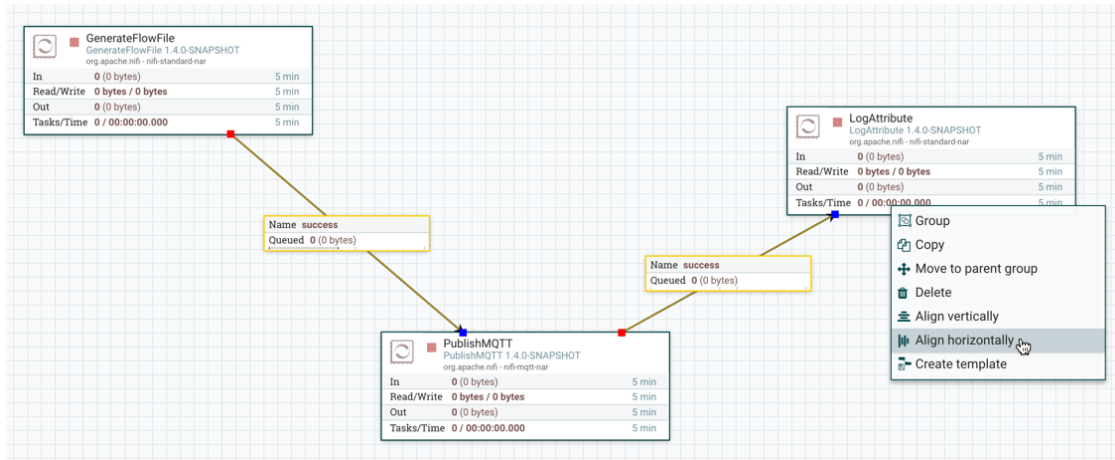 GenerateFlowFile
GenerateFlowFile 1.4.0-SNAPSHOT
org.apache.nifi - nifi-standard-nar
In 0 (0 bytes) 5 min
Read/Write 0 bytes / 0 bytes 5 min
Out 0 (0 bytes) 5 min
Tasks/Time 0 / 00:00:00.000 5 min
Name success
Queued 0 (0 bytes)
PublishMQTT
PublishMQTT 1.4.0-SNAPSHOT
org.apache.nifi - nifi-mqtt-nar
In 0 (0 bytes) 5 min
Read/Write 0 bytes / 0 bytes 5 min
Out 0 (0 bytes) 5 min
Tasks/Time 0 / 00:00:00.000 5 min
Name success
Queued 0 (0 bytes)
LogAttribute
LogAttribute 1.4.0-SNAPSHOT
org.apache.nifi - nifi-standard-nar
In 0 (0 bytes) 5 min
Read/Write 0 bytes / 0 bytes 5 min
Out 0 (0 bytes) 5 min
Tasks/Time 0 / 00:00:00.000 5 min
Group
Copy
Move to parent group
Delete
Align vertically
Align horizontally
Create template